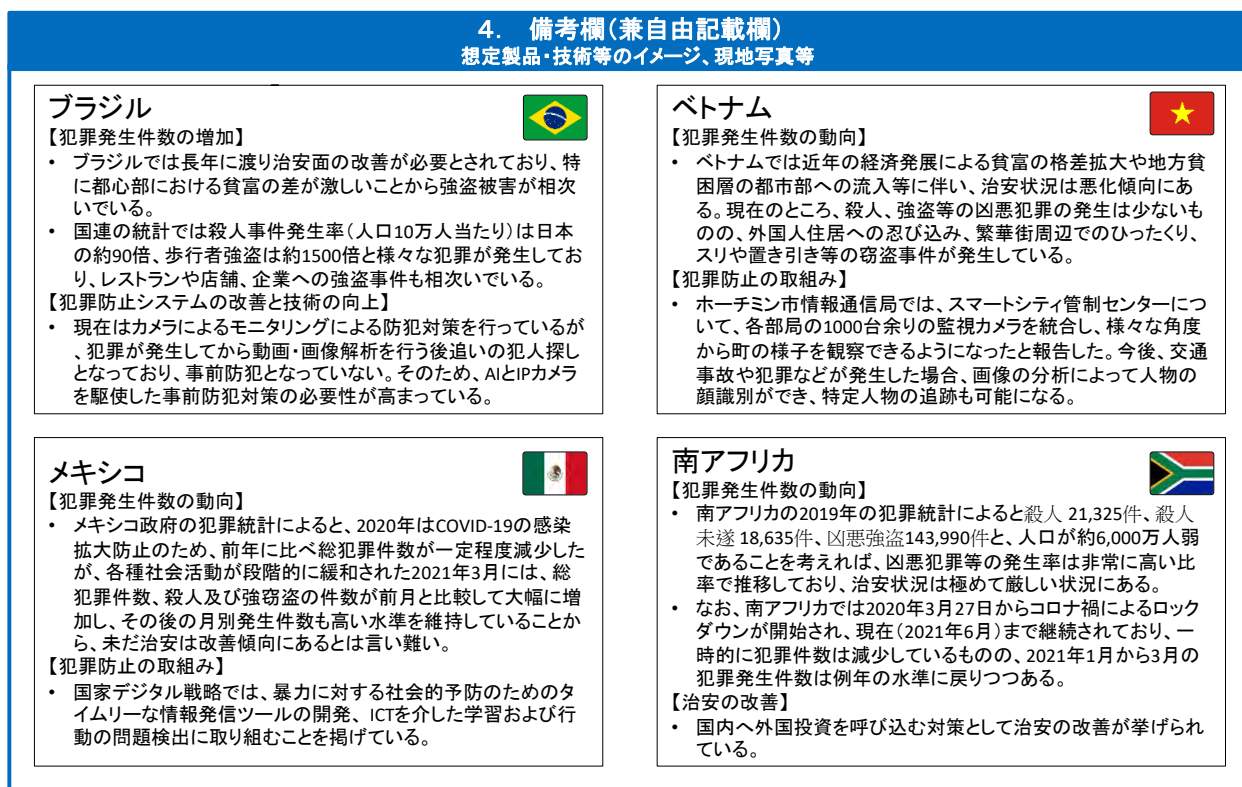 4. 備考欄(兼自由記載欄)
想定製品・技術等のイメージ、現地写真等
ブラジル
【犯罪発生件数の増加】
• ブラジルでは長年に渡り治安面の改善が必要とされており、特
に都心部における貧富の差が激しいことから強盗被害が相次
いでいる。
• 国連の統計では殺人事件発生率(人口10万人当たり)は日本
の約90倍、歩行者強盗は約1500倍と様々な犯罪が発生してお
り、レストランや店舗、企業への強盗事件も相次いでいる。
【犯罪防止システムの改善と技術の向上】
• 現在はカメラによるモニタリングによる防犯対策を行っているが
、犯罪が発生してから動画・画像解析を行う後追いの犯人探し
となっており、事前防犯となっていない。そのため、AIとIPカメラ
を駆使した事前防犯対策の必要性が高まっている。
ベトナム
【犯罪発生件数の動向】
• ベトナムでは近年の経済発展による貧富の格差拡大や地方貧
困層の都市部への流入等に伴い、治安状況は悪化傾向にあ
る。現在のところ、殺人、強盗等の凶悪犯罪の発生は少ないも
のの、外国人住居への忍び込み、繁華街周辺でのひったくり、
スリや置き引き等の窃盗事件が発生している。
【犯罪防止の取組み】
• ホーチミン市情報通信局では、スマートシティ管制センターにつ
いて、各部局の1000台余りの監視カメラを統合し、様々な角度
から町の様子を観察できるようになったと報告した。今後、交通
事故や犯罪などが発生した場合、画像の分析によって人物の
顔識別ができ、特定人物の追跡も可能になる。
メキシコ
【犯罪発生件数の動向】
• メキシコ政府の犯罪統計によると、2020年はCOVID-19の感染
拡大防止のため、前年に比べ総犯罪件数が一定程度減少した
が、各種社会活動が段階的に緩和された2021年3月には、総
犯罪件数、殺人及び強窃盗の件数が前月と比較して大幅に増
加し、その後の月別発生件数も高い水準を維持していることか
ら、未だ治安は改善傾向にあるとは言い難い。
【犯罪防止の取組み】
• 国家デジタル戦略では、暴力に対する社会的予防のためのタ
イムリーな情報発信ツールの開発、ICTを介した学習および行
動の問題検出に取り組むことを掲げている。
南アフリカ
【犯罪発生件数の動向】
• 南アフリカの2019年の犯罪統計によると殺人 21,325件、殺人
未遂 18,635件、凶悪強盗143,990件と、人口が約6,000万人弱
であることを考えれば、凶悪犯罪等の発生率は非常に高い比
率で推移しており、治安状況は極めて厳しい状況にある。
• なお、南アフリカでは2020年3月27日からコロナ禍によるロック
ダウンが開始され、現在(2021年6月)まで継続されており、一
時的に犯罪件数は減少しているものの、2021年1月から3月の
犯罪発生件数は例年の水準に戻りつつある。
【治安の改善】
• 国内へ外国投資を呼び込む対策として治安の改善が挙げられ
ている。